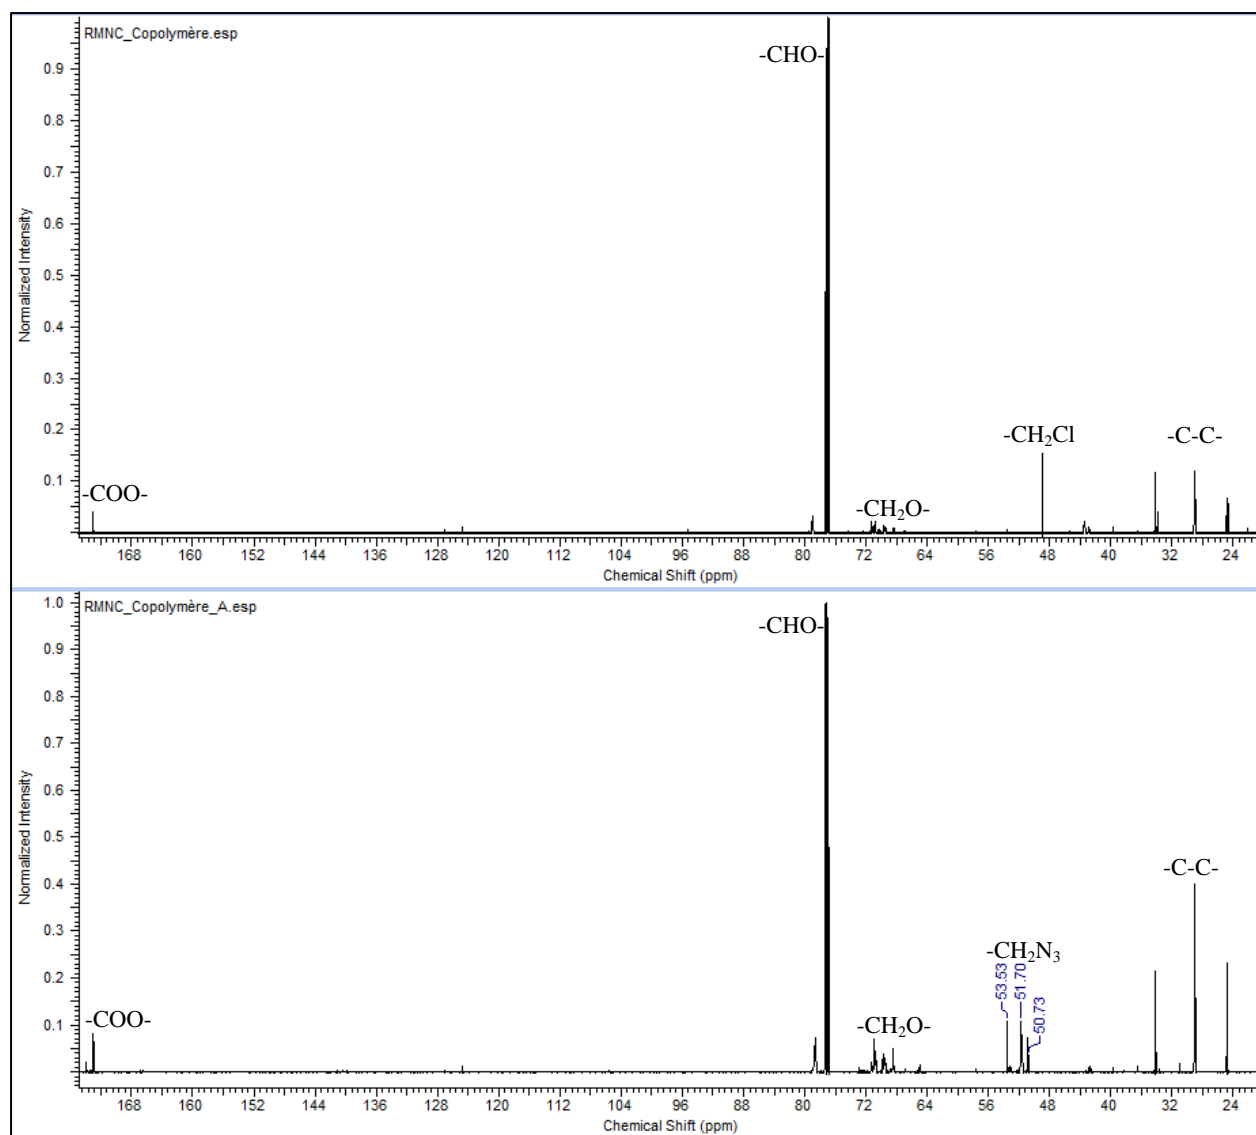 RMNC_Copolymère.esp
-CHO-
0.9
0.8
0.7
0.6
0.5
0.4
0.3
0.2
0.1
Normalized Intensity
-COO-
-CH₂O-
-CH₂Cl
-C-C-
168 160 152 144 136 128 120 112 104 96 88 80 72 64 56 48 40 32 24
Chemical Shift (ppm)
RMNC_Copolymère_A.esp
-CHO-
1.0
0.9
0.8
0.7
0.6
0.5
0.4
0.3
0.2
0.1
Normalized Intensity
-COO-
-CH₂O-
-CH₂N₃
53.53
51.70
50.73
-C-C-
168 160 152 144 136 128 120 112 104 96 88 80 72 64 56 48 40 32 24
Chemical Shift (ppm)